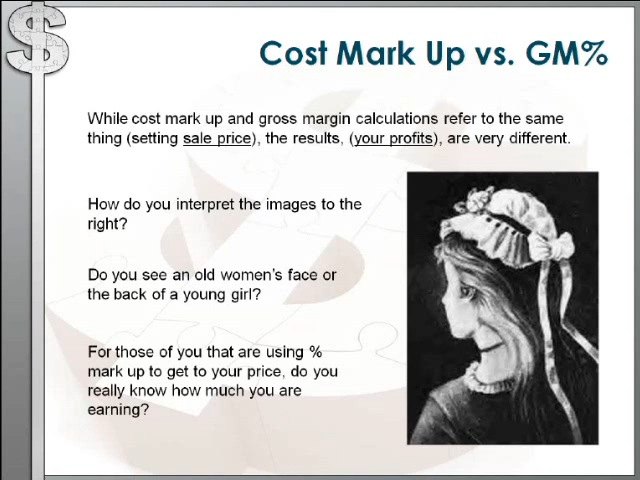 Cost Mark Up vs. GM%
While cost mark up and gross margin calculations refer to the same
thing (setting sale price), the results, (your profits), are very different.
How do you interpret the images to the
right?
Do you see an old women's face or
the back of a young girl?
For those of you that are using %
mark up to get to your price, do you
really know how much you are
earning?